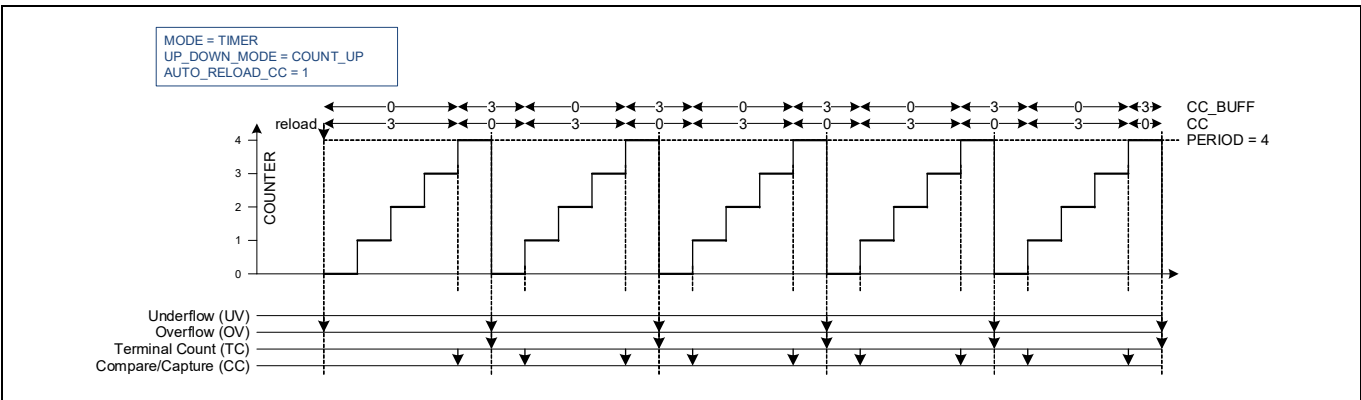 MODE = TIMER
UP_DOWN_MODE = COUNT_UP
AUTO_RELOAD_CC = 1
0 3 0 3 0 3 0 3 0 3 CC_BUFF
reload 3 0 3 0 3 0 3 0 3 0 CC
4 PERIOD = 4
3
COUNTER
2
1
0
Underflow (UV)
Overflow (OV)
Terminal Count (TC)
Compare/Capture (CC)